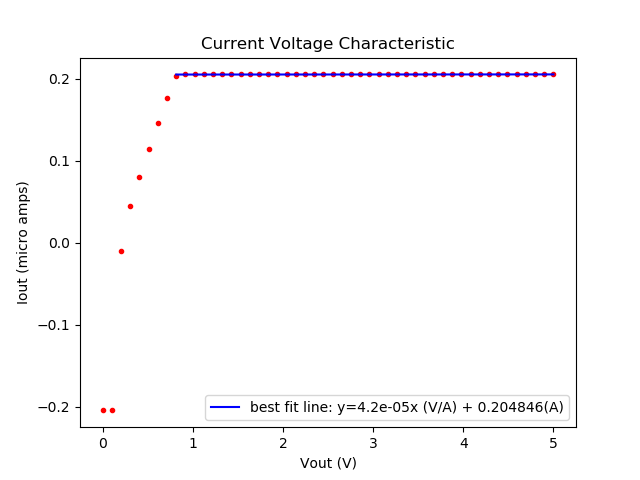 Current Voltage Characteristic
0.2
0.1
0.0
−0.1
−0.2
Iout (micro amps)
best fit line: y=4.2e-05x (V/A) + 0.204846(A)
0 1 2 3 4 5
Vout (V)